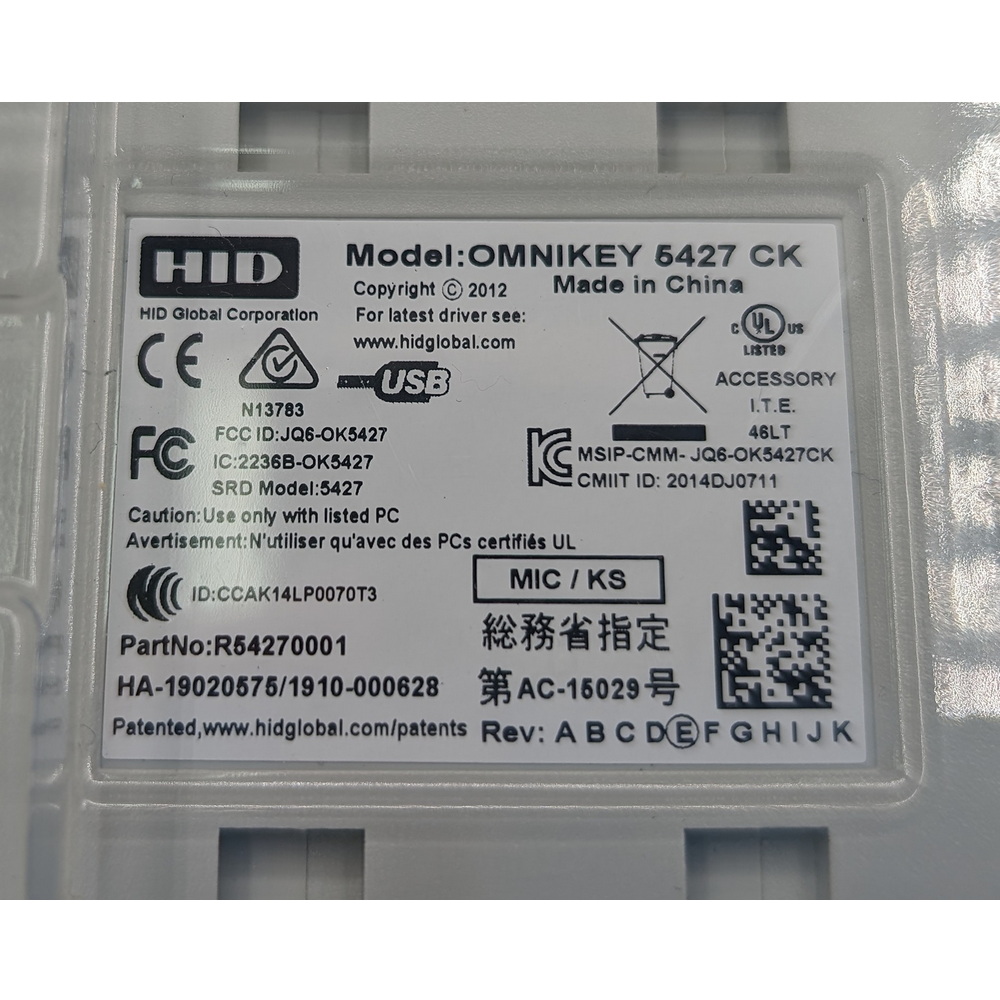 HID
HID Global Corporation
Model:OMNIKEY 5427 CK
Copyright © 2012
Made in China
For latest driver see:
www.hidglobal.com
CE
N13783
USB
C UL US
LISTED
ACCESSORY
I.T.E.
46LT
FC
FCC ID:JQ6-OK5427
IC:2236B-OK5427
SRD Model:5427
MSIP-CMM- JQ6-OK5427CK
CMIIT ID: 2014DJ0711
Caution:Use only with listed PC
Avertisement:N'utiliser qu'avec des PCs certifiés UL
ID:CCAK14LP0070T3
MIC / KS
PartNo:R54270001
総務省指定
HA-19020575/1910-000628
第AC-15029号
Patented,www.hidglobal.com/patents
Rev: A B C D E F G H I J K